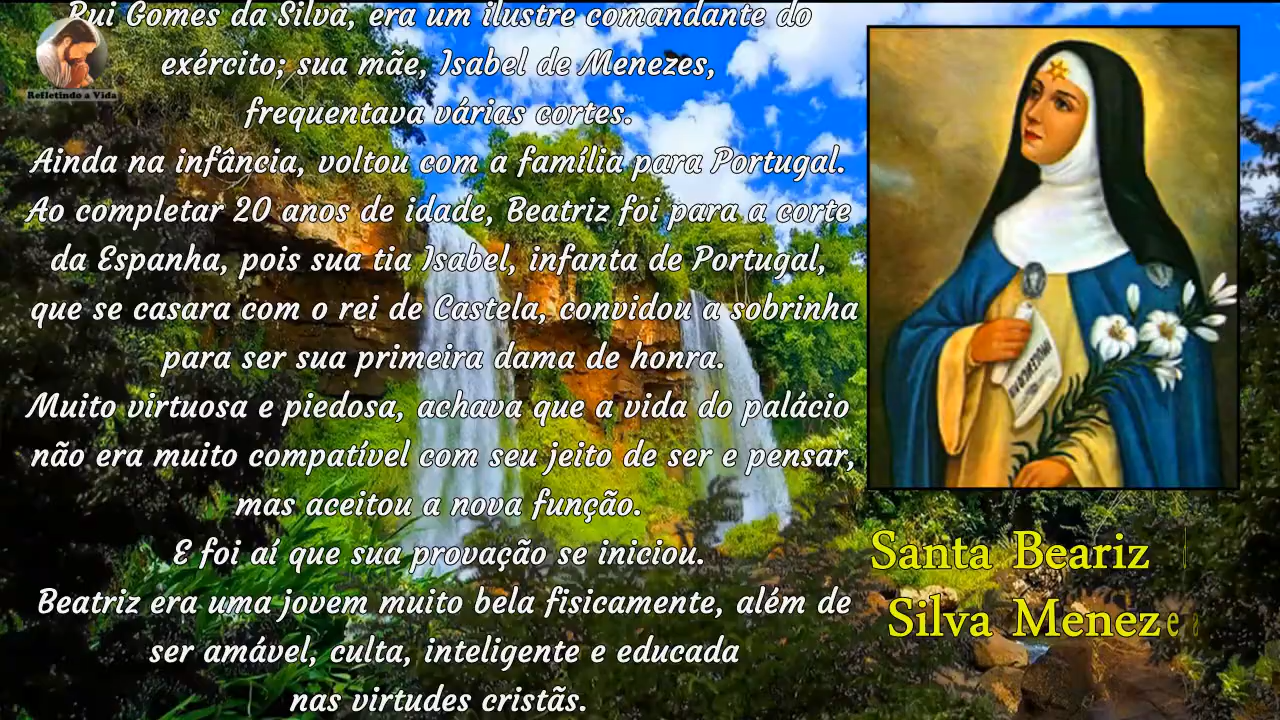 Rui Gomes da Silva, era um ilustre comandante do
exército; sua mãe, Isabel de Menezes,
frequentava várias cortes.
Ainda na infância, voltou com a família para Portugal.
Ao completar 20 anos de idade, Beatriz foi para a corte
da Espanha, pois sua tia Isabel, infanta de Portugal,
que se casara com o rei de Castela, convidou a sobrinha
para ser sua primeira dama de honra.
Muito virtuosa e piedosa, achava que a vida do palácio
não era muito compatível com seu jeito de ser e pensar,
mas aceitou a nova função.
E foi aí que sua provação se iniciou.
Beatriz era uma jovem muito bela fisicamente, além de
ser amável, culta, inteligente e educada
nas virtudes cristãs.
Refletindo a Vida
Santa Beariz
Silva Meneze